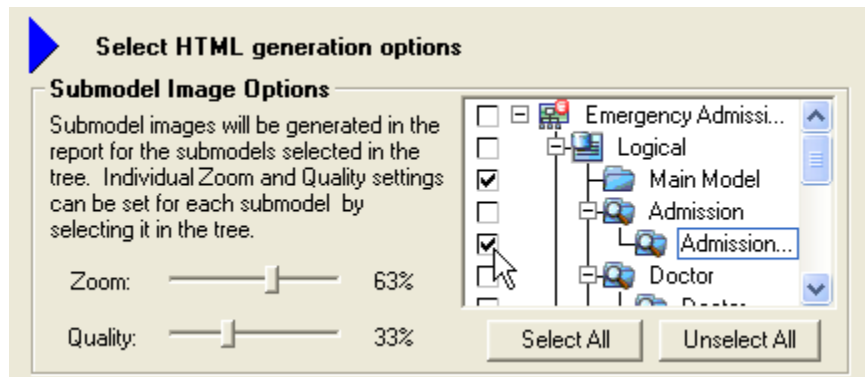 Select HTML generation options
Submodel Image Options
Submodel images will be generated in the
report for the submodels selected in the
tree.  Individual Zoom and Quality settings
can be set for each submodel  by
selecting it in the tree.
Zoom:
63%
Quality:
33%
Emergency Admissi...
Logical
Main Model
Admission
Admission...
Doctor
Select All
Unselect All